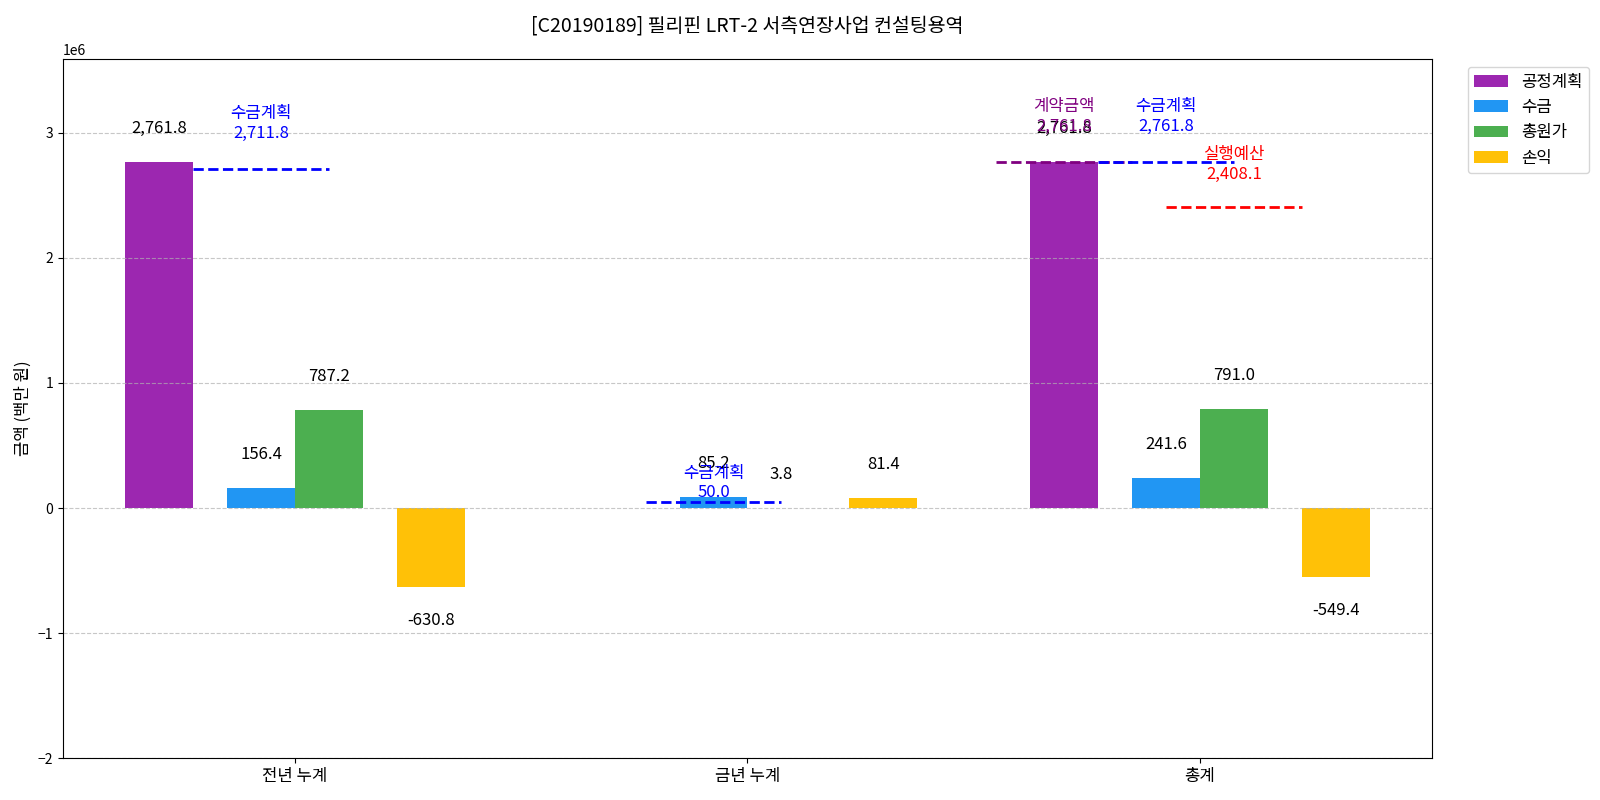 [C20190189] 필리핀 LRT-2 서측연장사업 컨설팅용역
1e6
금액 (백만 원)
3
2
1
0
−1
−2
2,761.8
수금계획
2,711.8
156.4
787.2
-630.8
85.2
수금계획
50.0
3.8
81.4
계약금액
2,761.8
2,761.8
수금계획
2,761.8
실행예산
2,408.1
241.6
791.0
-549.4
전년 누계
금년 누계
총계
공정계획
수금
총원가
손익